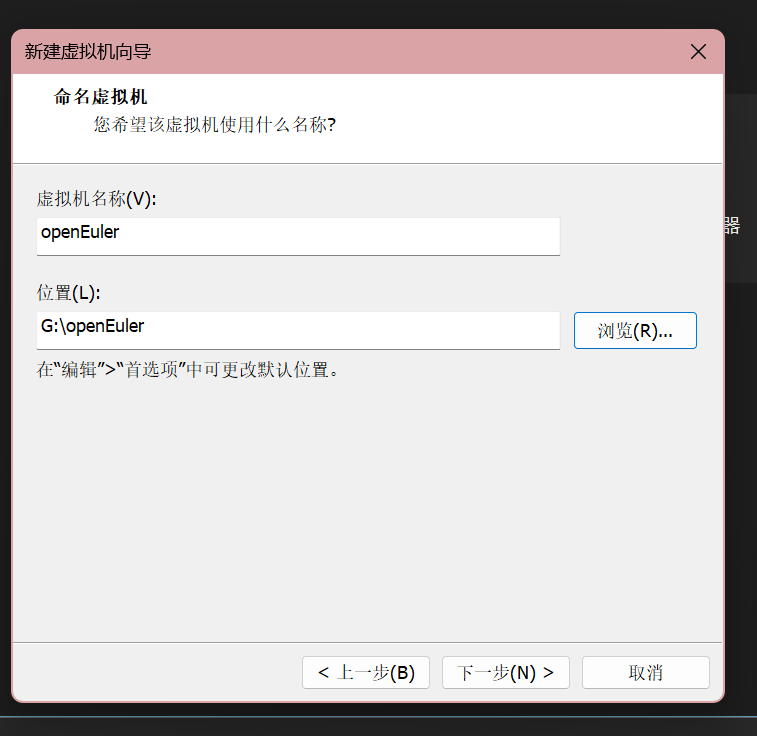 新建虚拟机向导
命名虚拟机
您希望该虚拟机使用什么名称?
虚拟机名称(V):
openEuler
器
位置(L):
G:\openEuler
浏览(R)...
在“编辑”>“首选项”中可更改默认位置。
< 上一步(B)
下一步(N) >
取消